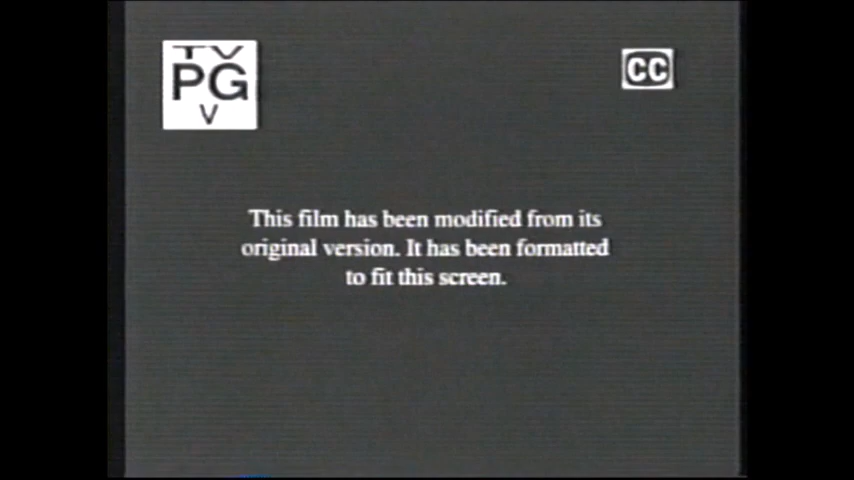 TV
PG
V
CC
This film has been modified from its
original version. It has been formatted
to fit this screen.